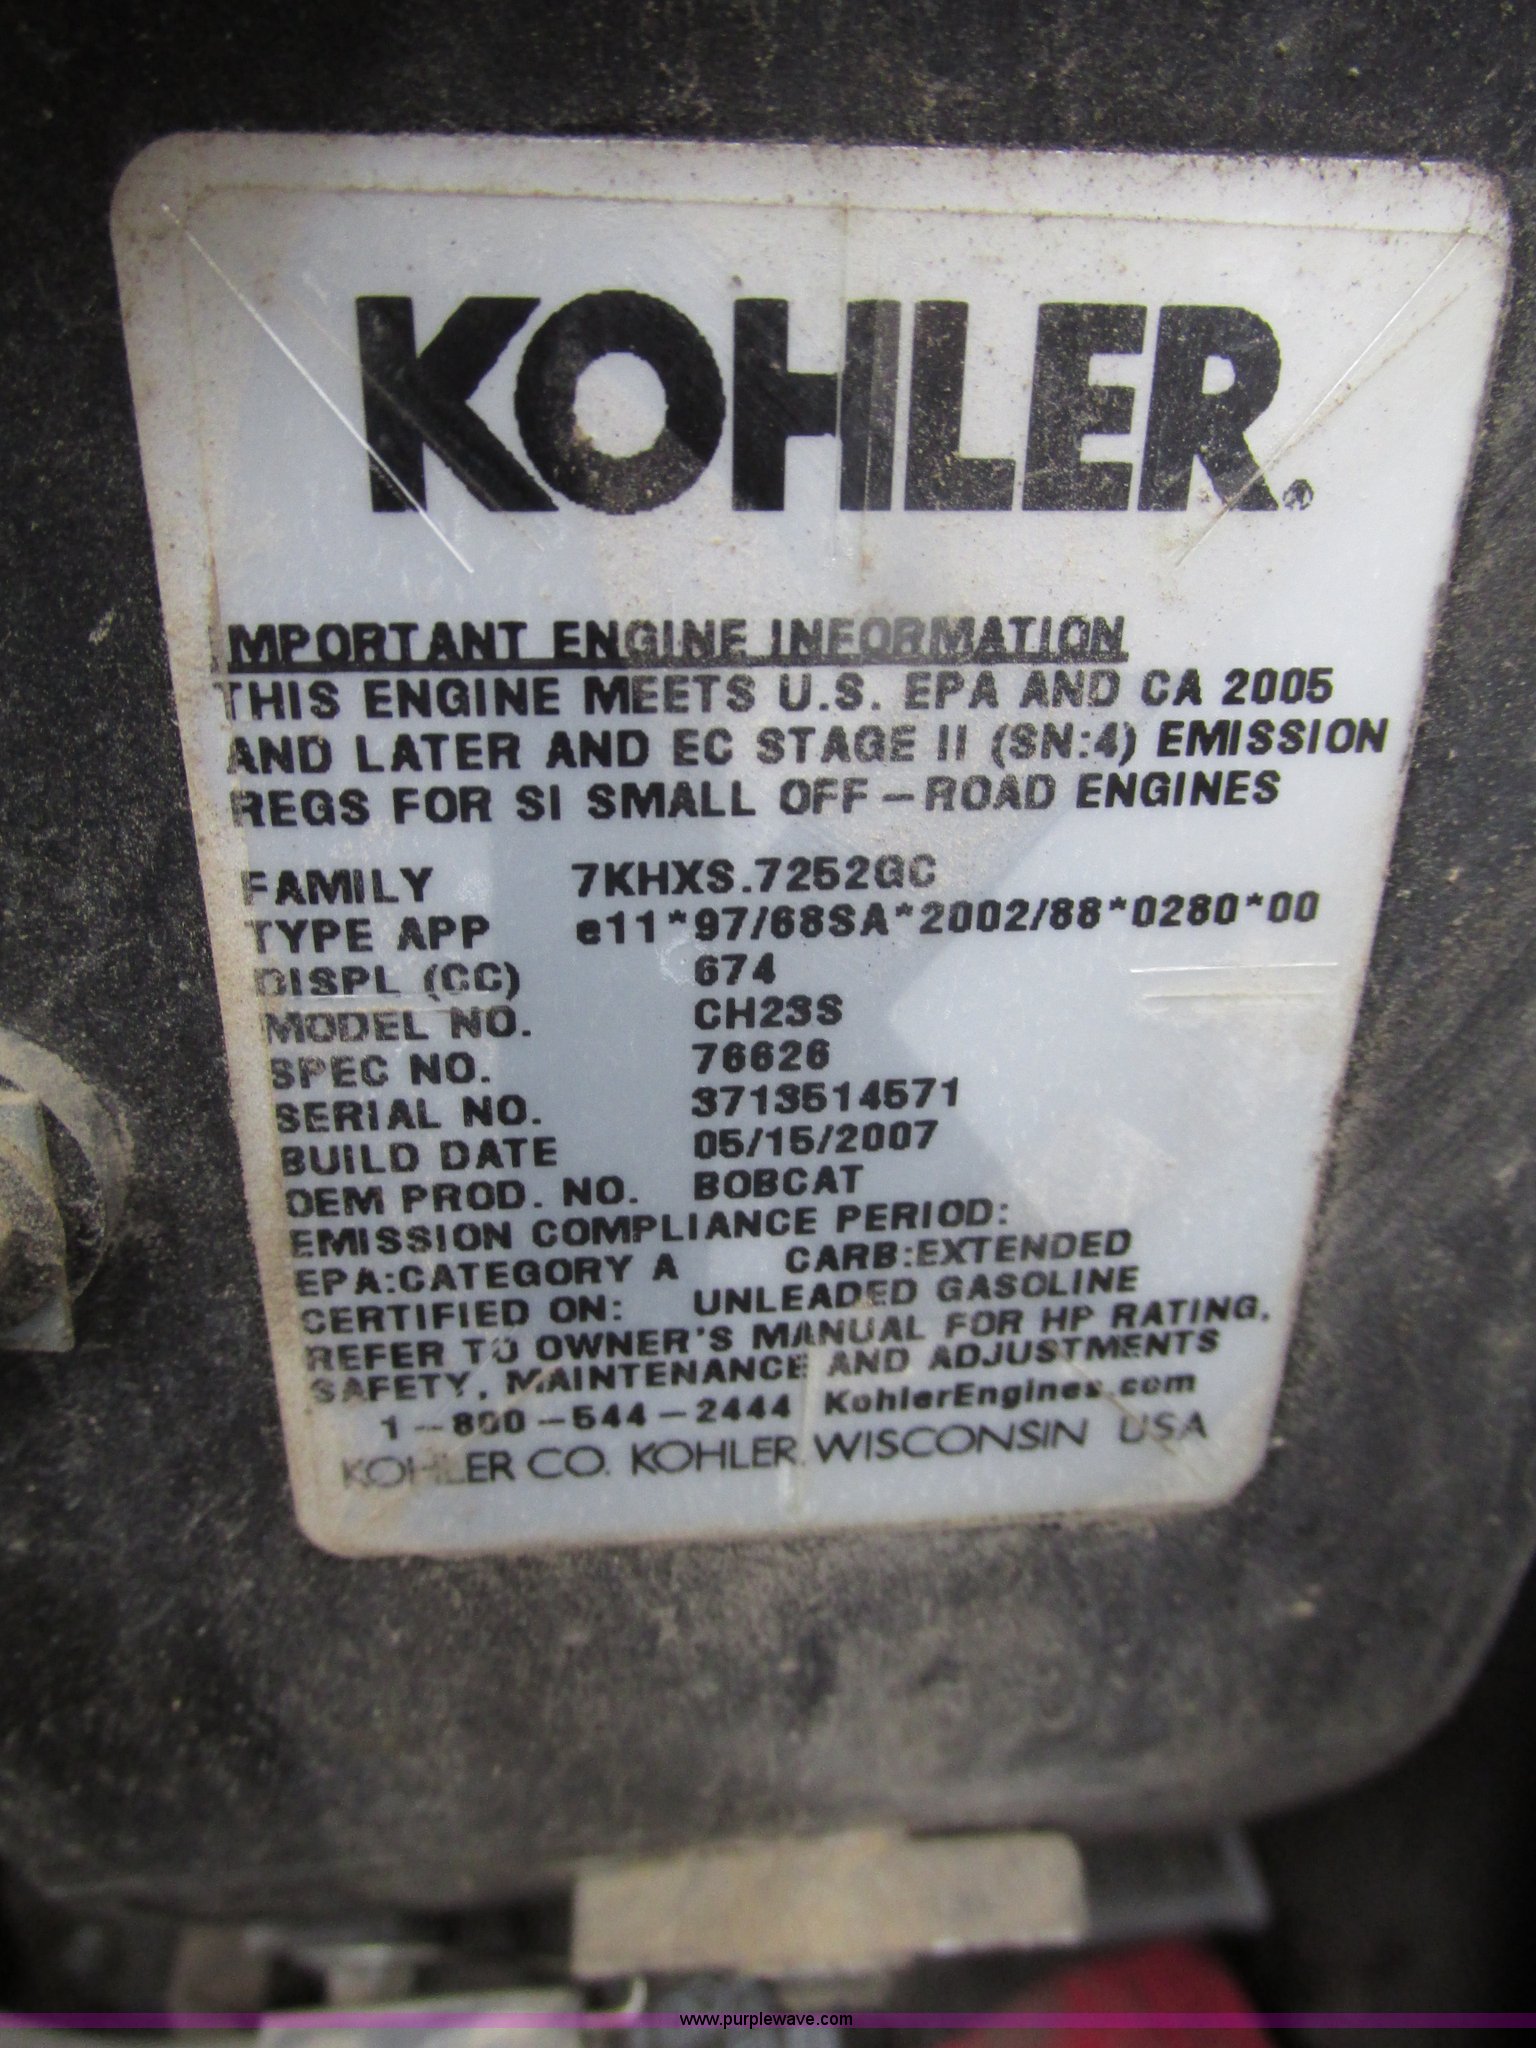 KOHLER®
IMPORTANT ENGINE INFORMATION
THIS ENGINE MEETS U.S. EPA AND CA 2005
AND LATER AND EC STAGE II (SN:4) EMISSION
REGS FOR SI SMALL OFF-ROAD ENGINES
FAMILY 7KHXS.7252GC
TYPE APP e11*97/68SA*2002/88*0280*00
DISPL (CC) 674
MODEL NO. CH23S
SPEC NO. 76626
SERIAL NO. 3713514571
BUILD DATE 05/15/2007
OEM PROD. NO. BOBCAT
EMISSION COMPLIANCE PERIOD:
EPA:CATEGORY A CARB:EXTENDED
CERTIFIED ON: UNLEADED GASOLINE
REFER TO OWNER'S MANUAL FOR HP RATING,
SAFETY, MAINTENANCE AND ADJUSTMENTS
1-800-544-2444 KohlerEngines.com
KOHLER CO. KOHLER, WISCONSIN USA
www.purplewave.com